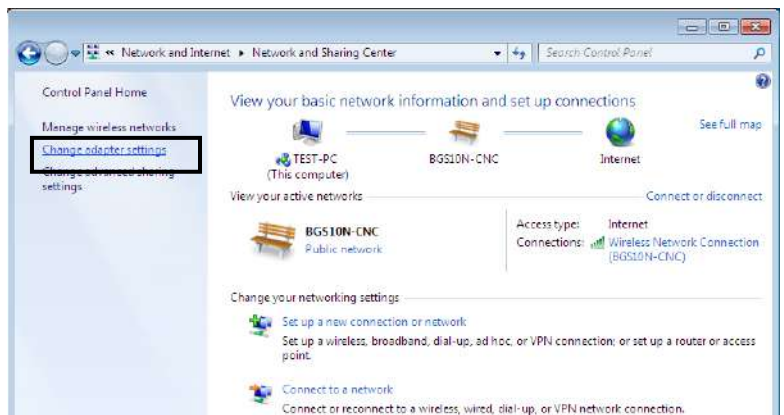 « Network and Internet ▸ Network and Sharing Center
Search Control Panel
Control Panel Home
Manage wireless networks
Change adapter settings
Change advanced sharing
settings
View your basic network information and set up connections
See full map
TEST-PC
(This computer)
BGS10N-CNC
Internet
View your active networks
Connect or disconnect
BGS10N-CNC
Public network
Access type: Internet
Connections: Wireless Network Connection
(BGS10N-CNC)
Change your networking settings
Set up a new connection or network
Set up a wireless, broadband, dial-up, ad hoc, or VPN connection; or set up a router or access
point.
Connect to a network
Connect or reconnect to a wireless, wired, dial-up, or VPN network connection.